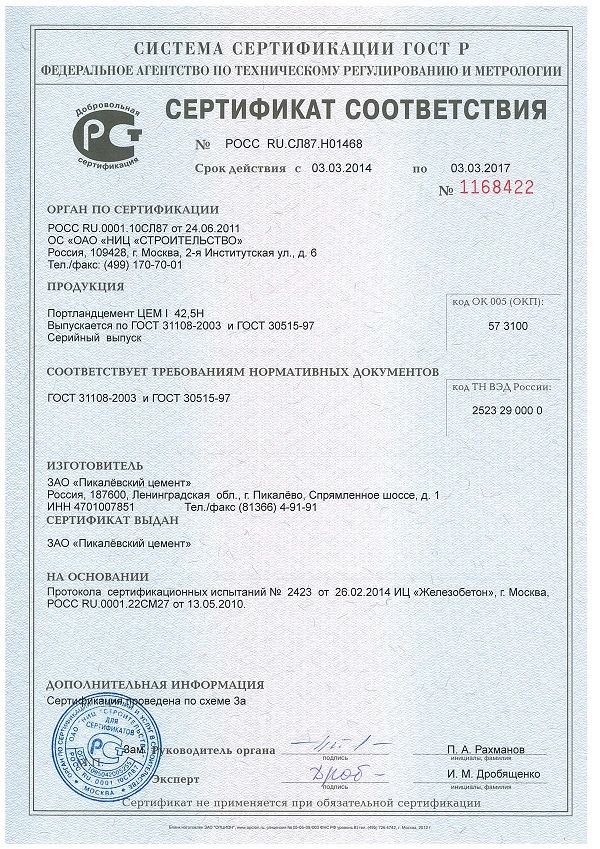 СИСТЕМА СЕРТИФИКАЦИИ ГОСТ Р
ФЕДЕРАЛЬНОЕ АГЕНТСТВО ПО ТЕХНИЧЕСКОМУ РЕГУЛИРОВАНИЮ И МЕТРОЛОГИИ
Добровольная
сертификация
СЕРТИФИКАТ СООТВЕТСТВИЯ
№ РОСС RU.СЛ87.Н01468
Срок действия с 03.03.2014 по 03.03.2017
№ 1168422
ОРГАН ПО СЕРТИФИКАЦИИ
РОСС RU.0001.10СЛ87 от 24.06.2011
ОС «ОАО «НИЦ «СТРОИТЕЛЬСТВО»
Россия, 109428, г. Москва, 2-я Институтская ул., д. 6
Тел./факс: (499) 170-70-01
ПРОДУКЦИЯ
Портландцемент ЦЕМ I 42,5Н
Выпускается по ГОСТ 31108-2003 и ГОСТ 30515-97
Серийный выпуск
код ОК 005 (ОКП):
57 3100
СООТВЕТСТВУЕТ ТРЕБОВАНИЯМ НОРМАТИВНЫХ ДОКУМЕНТОВ
ГОСТ 31108-2003 и ГОСТ 30515-97
код ТН ВЭД России:
2523 29 000 0
ИЗГОТОВИТЕЛЬ
ЗАО «Пикалёвский цемент»
Россия, 187600, Ленинградская обл., г. Пикалёво, Спрямленное шоссе, д. 1
ИНН 4701007851 Тел./факс (81366) 4-91-91
СЕРТИФИКАТ ВЫДАН
ЗАО «Пикалёвский цемент»
НА ОСНОВАНИИ
Протокола сертификационных испытаний № 2423 от 26.02.2014 ИЦ «Железобетон», г. Москва,
РОСС RU.0001.22СМ27 от 13.05.2010.
ДОПОЛНИТЕЛЬНАЯ ИНФОРМАЦИЯ
Сертификация проведена по схеме 3а
ДЛЯ
СЕРТИФИКАТОВ
МОСКВА
Зам. Руководитель органа
подпись
П. А. Рахманов
инициалы, фамилия
Эксперт
подпись
И. М. Дробященко
инициалы, фамилия
Сертификат не применяется при обязательной сертификации